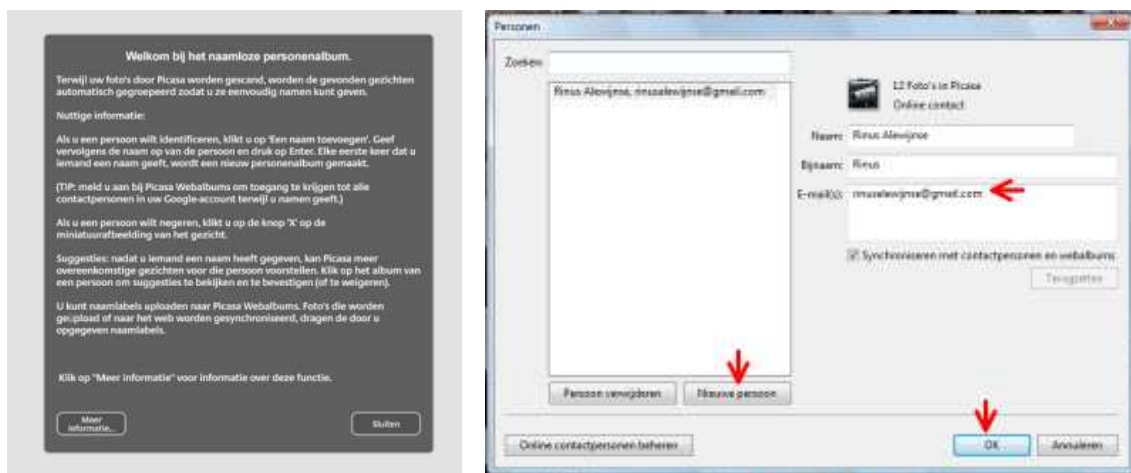 Welkom bij het naamloze personenalbum.
Terwijl uw foto's door Picasa worden gescand, worden de gevonden gezichten
automatisch gegroepeerd zodat u ze eenvoudig namen kunt geven.
Nuttige informatie:
Als u een persoon wilt identificeren, klikt u op 'Een naam toevoegen'. Geef
vervolgens de naam op van de persoon en druk op Enter. Elke eerste keer dat u
iemand een naam geeft, wordt een nieuw personenalbum gemaakt.
(TIP: meld u aan bij Picasa Webalbums om toegang te krijgen tot alle
contactpersonen in uw Google-account terwijl u namen geeft.)
Als u een persoon wilt negeren, klikt u op de knop 'X' op de
miniatuurafbeelding van het gezicht.
Suggesties: nadat u iemand een naam heeft gegeven, kan Picasa meer
overeenkomstige gezichten voor die persoon voorstellen. Klik op het album van
een persoon om suggesties te bekijken en te bevestigen (of te weigeren).
U kunt naamlabels uploaden naar Picasa Webalbums. Foto's die worden
geüpload of naar het web worden gesynchroniseerd, dragen de door u
opgegeven naamlabels.
Klik op "Meer informatie" voor informatie over deze functie.
Meer
informatie...
Sluiten
Personen
Zoeken:
Rinus Alewijnse, rinusalewijnse@gmail.com
12 Foto's in Picasa
Online contact
Naam: Rinus Alewijnse
Bijnaam: Rinus
E-mail(s): rinusalewijnse@gmail.com
Synchroniseren met contactpersonen en webalbums
Terugzetten
Persoon verwijderen
Nieuwe persoon
Online contactpersonen beheren
OK
Annuleren